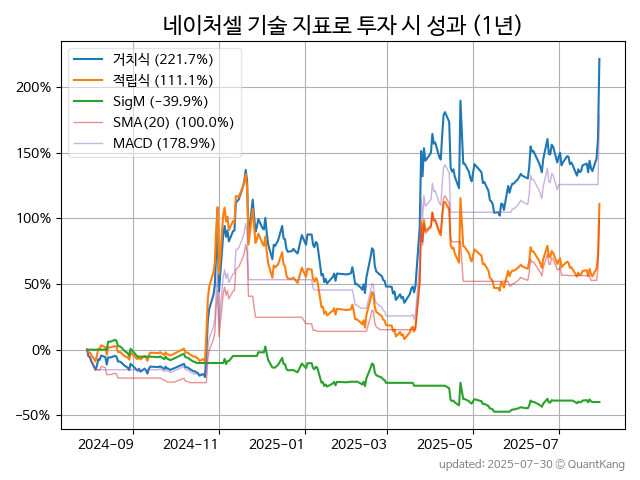 네이처셀 기술 지표로 투자 시 성과 (1년)
거치식 (221.7%)
적립식 (111.1%)
SigM (−39.9%)
SMA(20) (100.0%)
MACD (178.9%)
200%
150%
100%
50%
0%
−50%
2024-09 2024-11 2025-01 2025-03 2025-05 2025-07
updated: 2025-07-30 © QuantKang